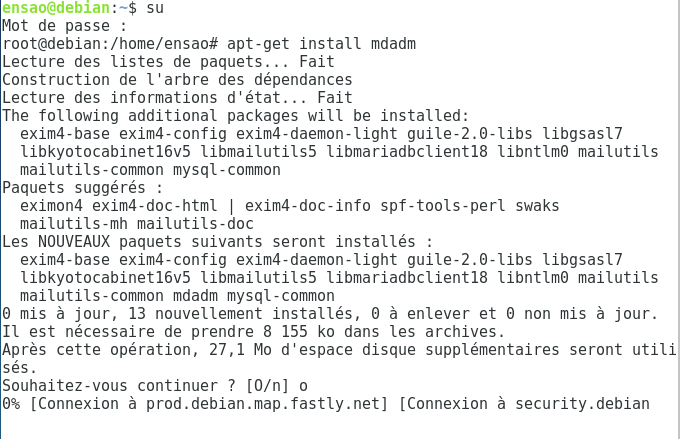 ensao@debian:~$ su
Mot de passe :
root@debian:/home/ensao# apt-get install mdadm
Lecture des listes de paquets... Fait
Construction de l'arbre des dépendances
Lecture des informations d'état... Fait
The following additional packages will be installed:
  exim4-base exim4-config exim4-daemon-light guile-2.0-libs libgsasl7
  libkyotocabinet16v5 libmailutils5 libmariadbclient18 libntlm0 mailutils
  mailutils-common mysql-common
Paquets suggérés :
  eximon4 exim4-doc-html | exim4-doc-info spf-tools-perl swaks
  mailutils-mh mailutils-doc
Les NOUVEAUX paquets suivants seront installés :
  exim4-base exim4-config exim4-daemon-light guile-2.0-libs libgsasl7
  libkyotocabinet16v5 libmailutils5 libmariadbclient18 libntlm0 mailutils
  mailutils-common mdadm mysql-common
0 mis à jour, 13 nouvellement installés, 0 à enlever et 0 non mis à jour.
Il est nécessaire de prendre 8 155 ko dans les archives.
Après cette opération, 27,1 Mo d'espace disque supplémentaires seront utili
sés.
Souhaitez-vous continuer ? [O/n] o
0% [Connexion à prod.debian.map.fastly.net] [Connexion à security.debian